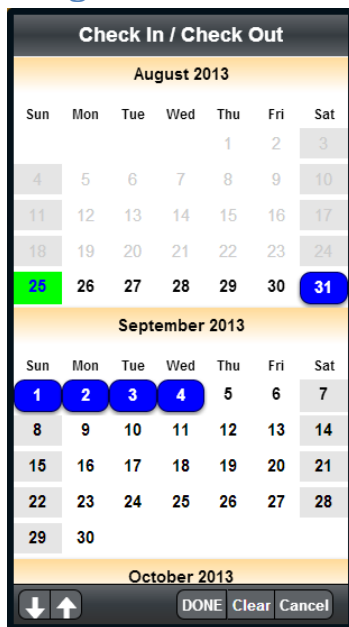 Check In / Check Out
August 2013
Sun Mon Tue Wed Thu Fri Sat
1 2 3
4 5 6 7 8 9 10
11 12 13 14 15 16 17
18 19 20 21 22 23 24
25 26 27 28 29 30 31
September 2013
Sun Mon Tue Wed Thu Fri Sat
1 2 3 4 5 6 7
8 9 10 11 12 13 14
15 16 17 18 19 20 21
22 23 24 25 26 27 28
29 30
October 2013
DONE Clear Cancel